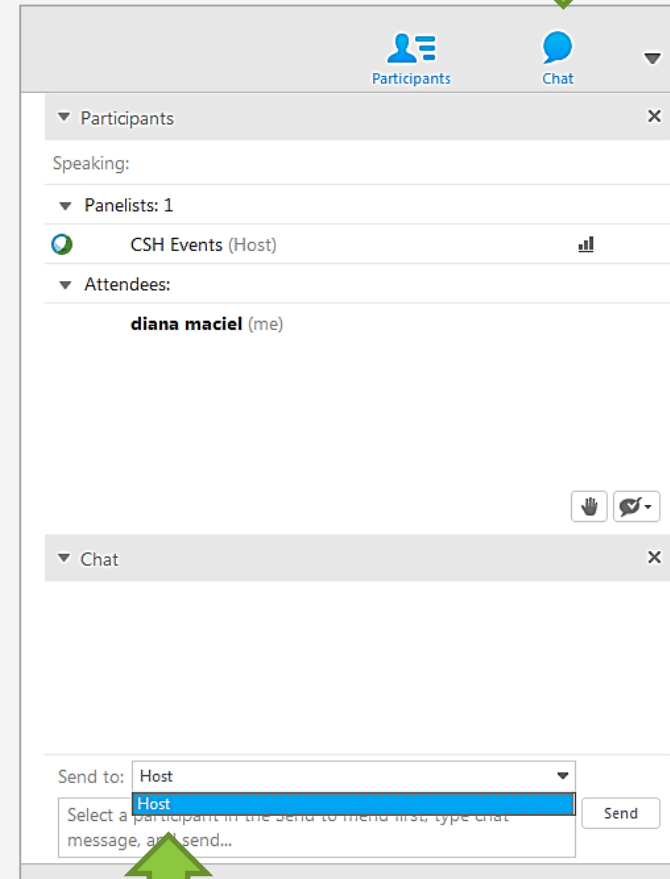 Participants
Chat
Participants
Speaking:
Panelists: 1
CSH Events (Host)
Attendees:
diana maciel (me)
Chat
Send to: Host
Host
Select a participant in the Send to menu first, type chat
message, and send...
Send